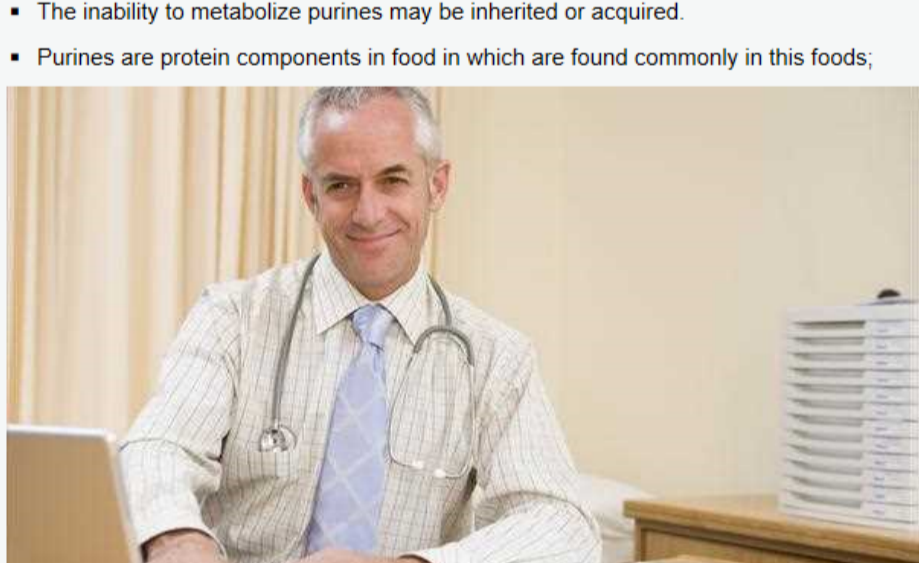 The inability to metabolize purines may be inherited or acquired.
Purines are protein components in food in which are found commonly in this foods;